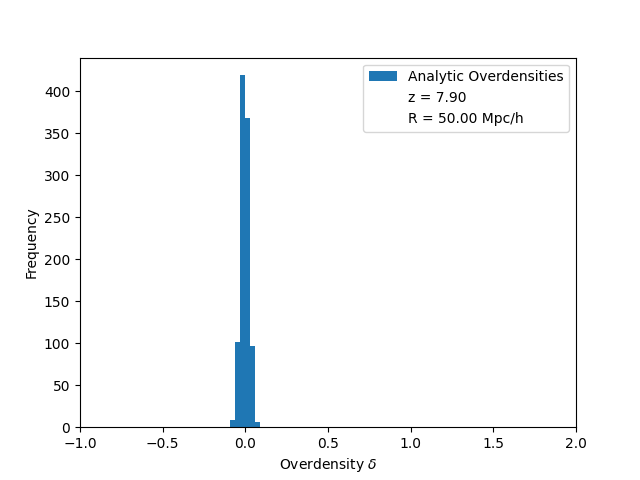 Analytic Overdensities
z = 7.90
R = 50.00 Mpc/h
400
350
300
250
200
150
100
50
0
Frequency
−1.0 −0.5 0.0 0.5 1.0 1.5 2.0
Overdensity δ